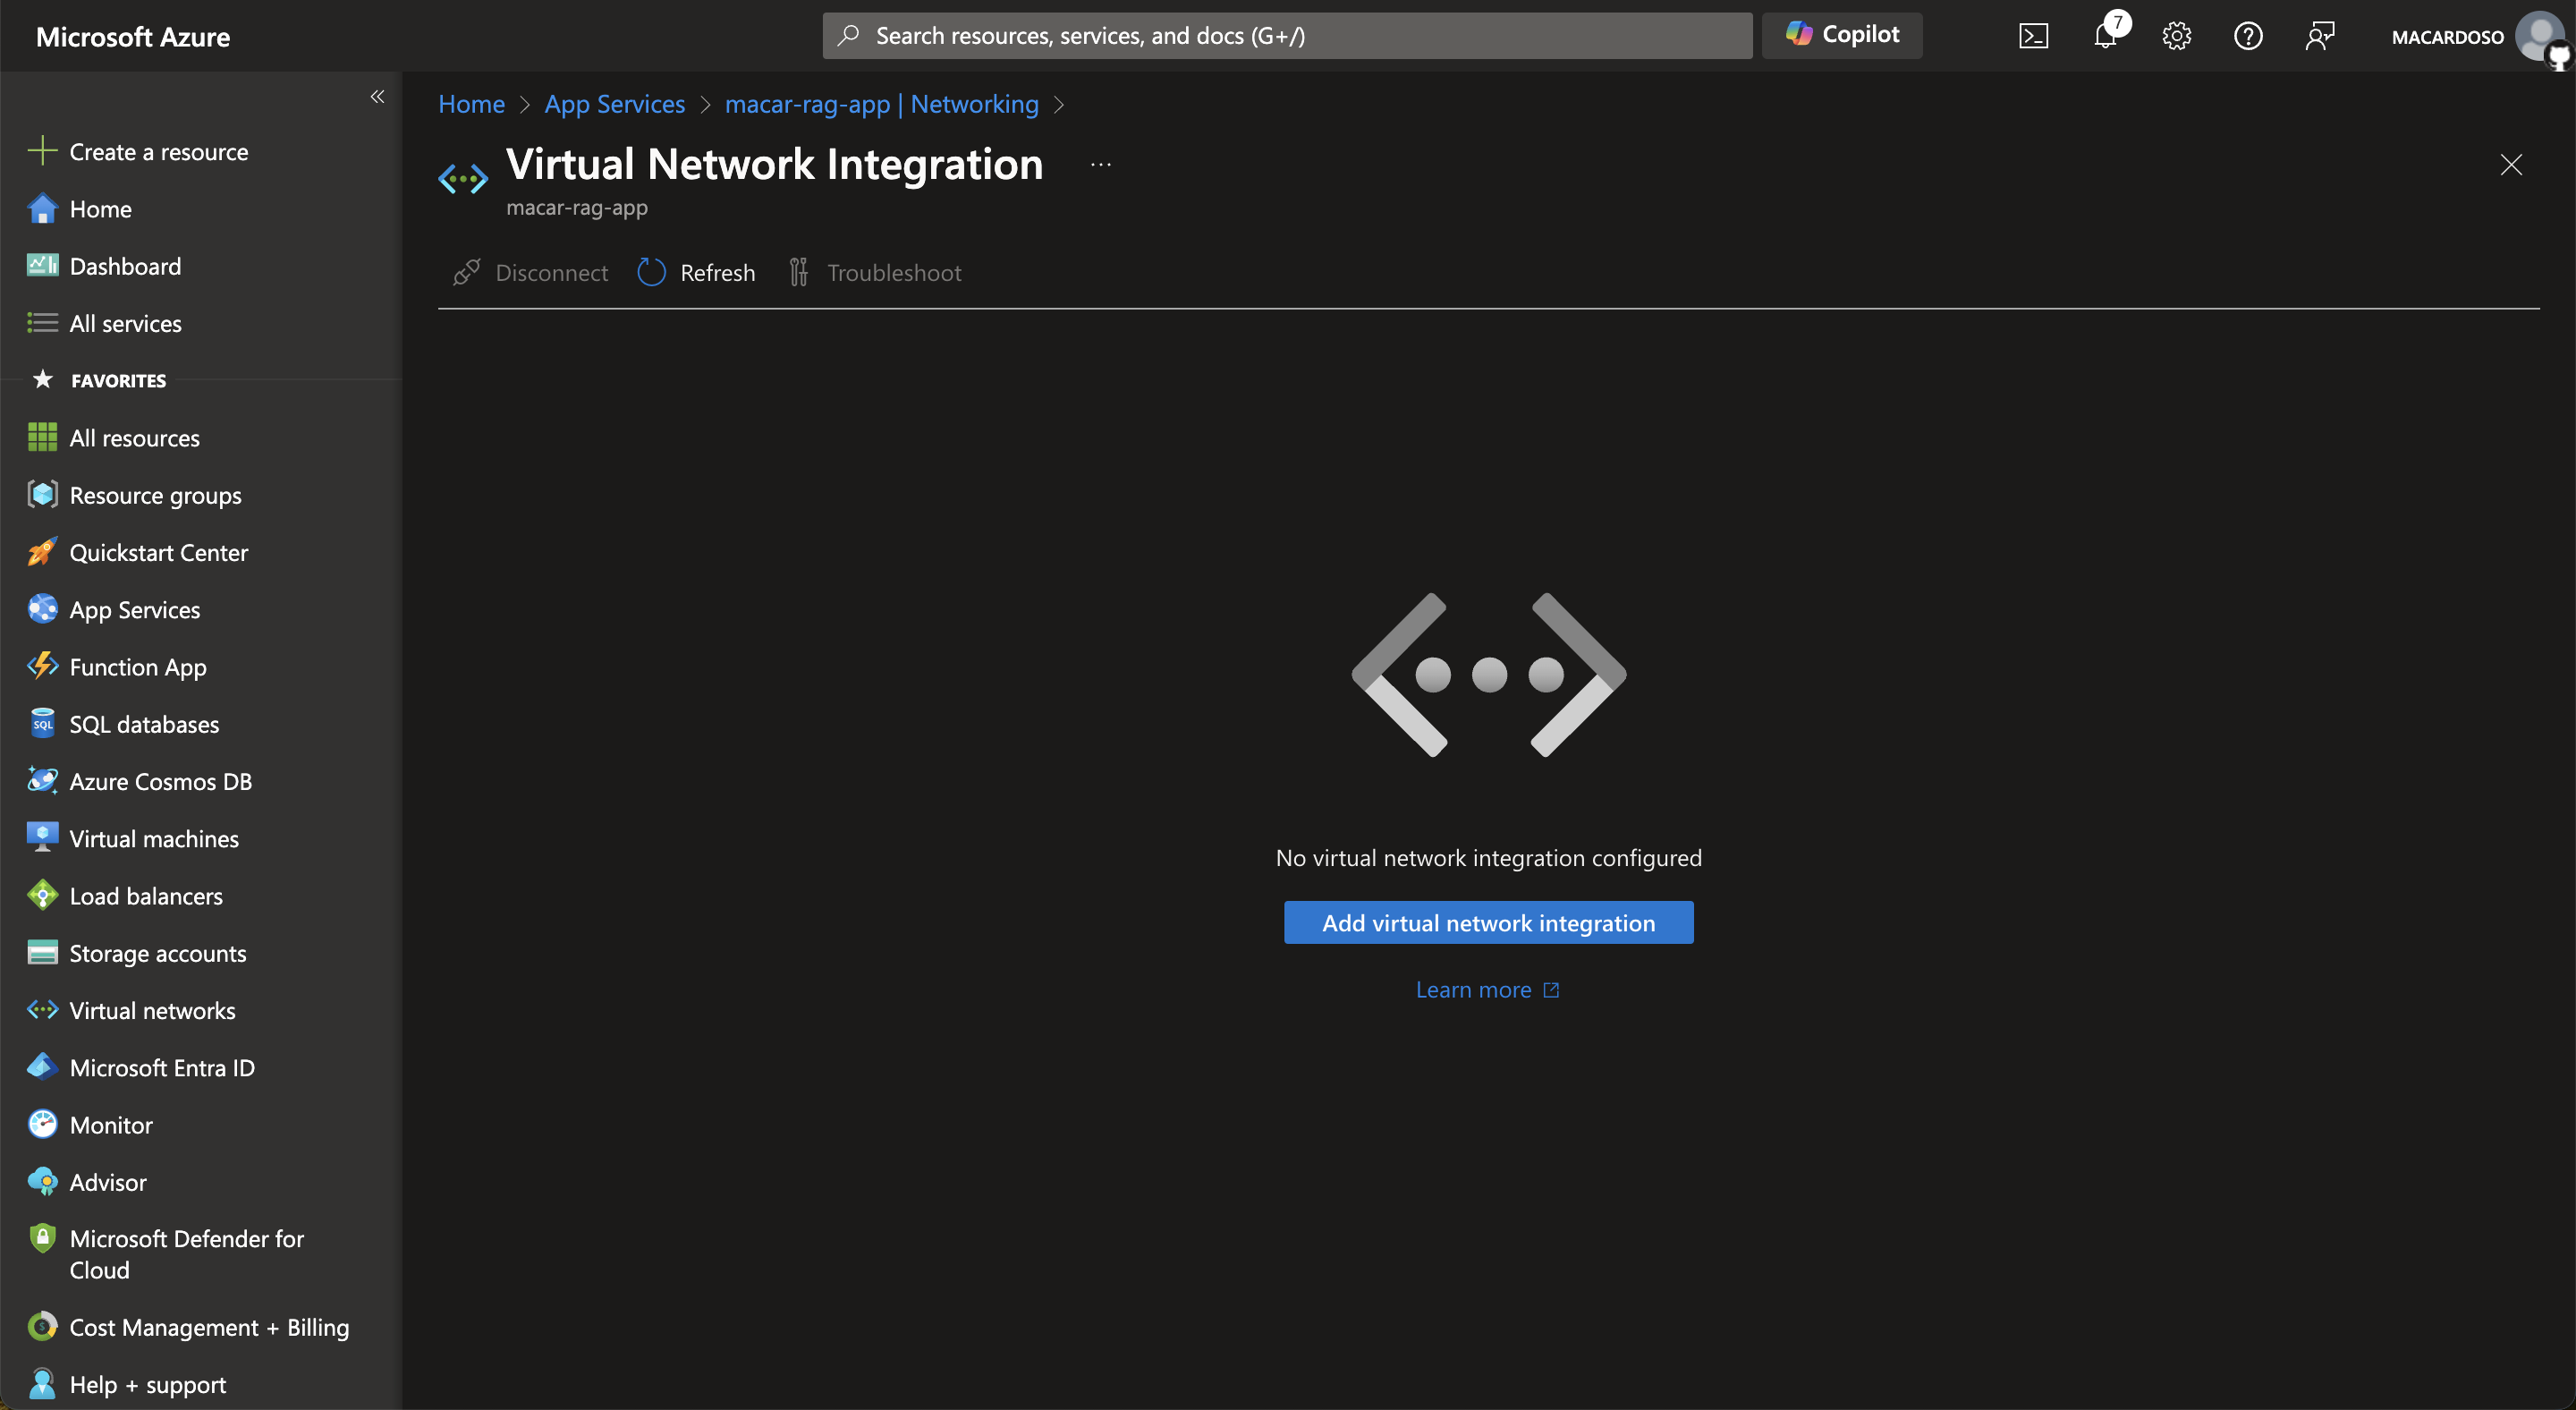 Microsoft Azure
Search resources, services, and docs (G+/)
Copilot
7
MACARDOSO
Create a resource
Home
Dashboard
All services
FAVORITES
All resources
Resource groups
Quickstart Center
App Services
Function App
SQL
SQL databases
Azure Cosmos DB
Virtual machines
Load balancers
Storage accounts
Virtual networks
Microsoft Entra ID
Monitor
Advisor
Microsoft Defender for
Cloud
Cost Management + Billing
Help + support
Home > App Services > macar-rag-app | Networking >
Virtual Network Integration ...
macar-rag-app
Disconnect
Refresh
Troubleshoot
No virtual network integration configured
Add virtual network integration
Learn more